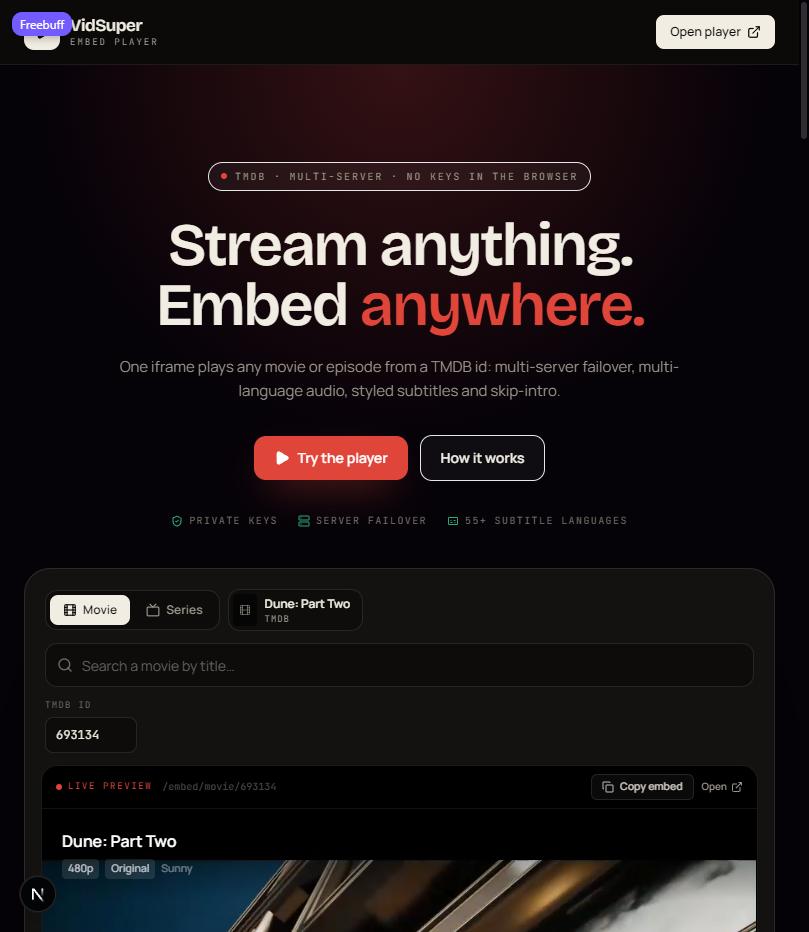 Freebuff
VidSuper
EMBED PLAYER
Open player
TMDB · MULTI-SERVER · NO KEYS IN THE BROWSER
Stream anything.
Embed anywhere.
One iframe plays any movie or episode from a TMDB id: multi-server failover, multi-
language audio, styled subtitles and skip-intro.
Try the player
How it works
PRIVATE KEYS
SERVER FAILOVER
55+ SUBTITLE LANGUAGES
Movie
Series
Dune: Part Two
TMDB
Search a movie by title…
TMDB ID
693134
LIVE PREVIEW
/embed/movie/693134
Copy embed
Open
Dune: Part Two
480p
Original
Sunny
N